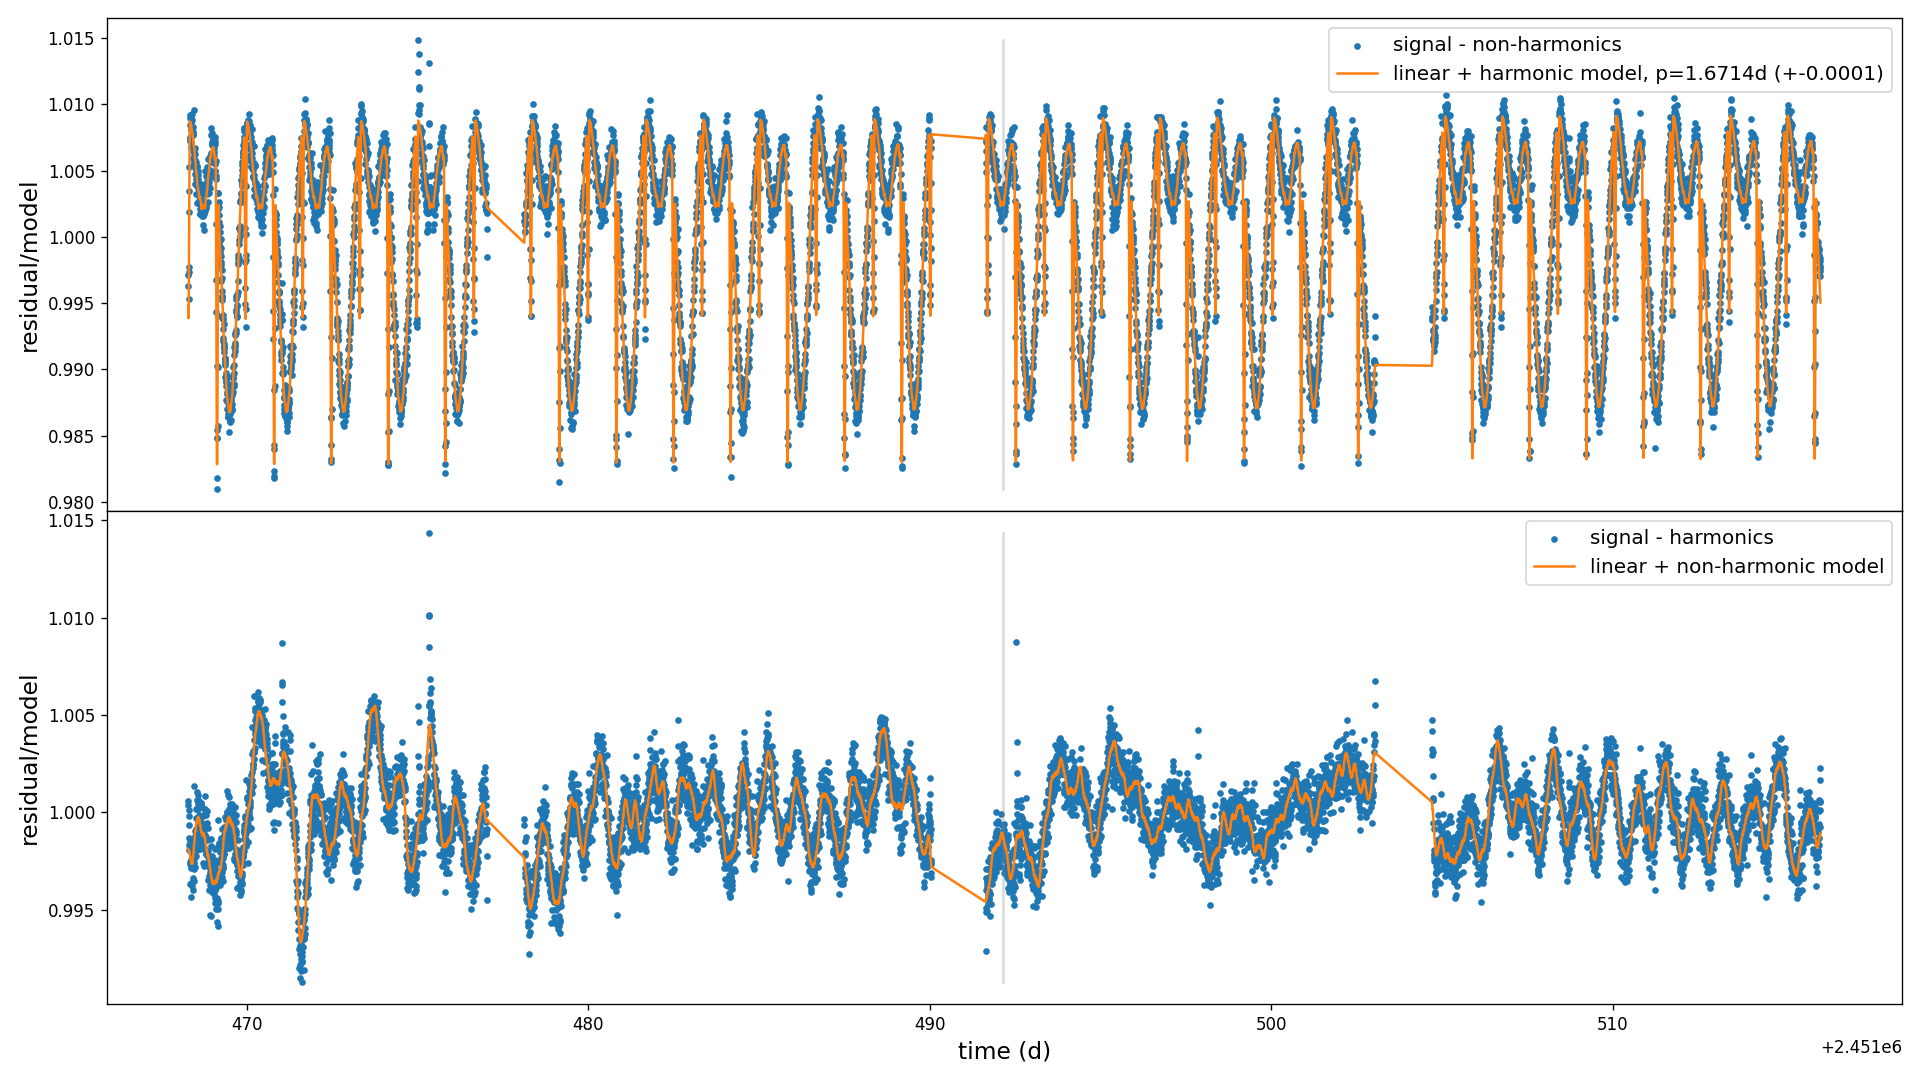 1.015
1.010
1.005
1.000
0.995
0.990
0.985
0.980
residual/model
signal - non-harmonics
linear + harmonic model, p=1.6714d (+-0.0001)
1.015
1.010
1.005
1.000
0.995
residual/model
signal - harmonics
linear + non-harmonic model
470
480
490
500
510
time (d)
+2.451e6